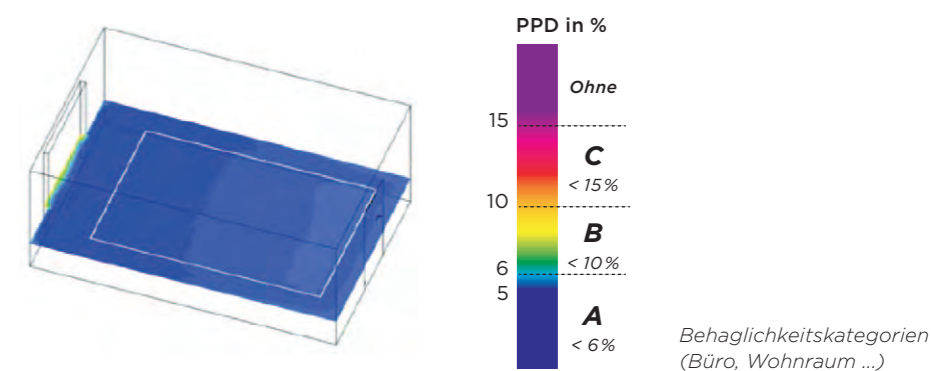 PPD in %
Ohne
15
C
< 15 %
10
B
< 10 %
6
5
A
< 6 %
Behaglichkeitskategorien
(Büro, Wohnraum ...)